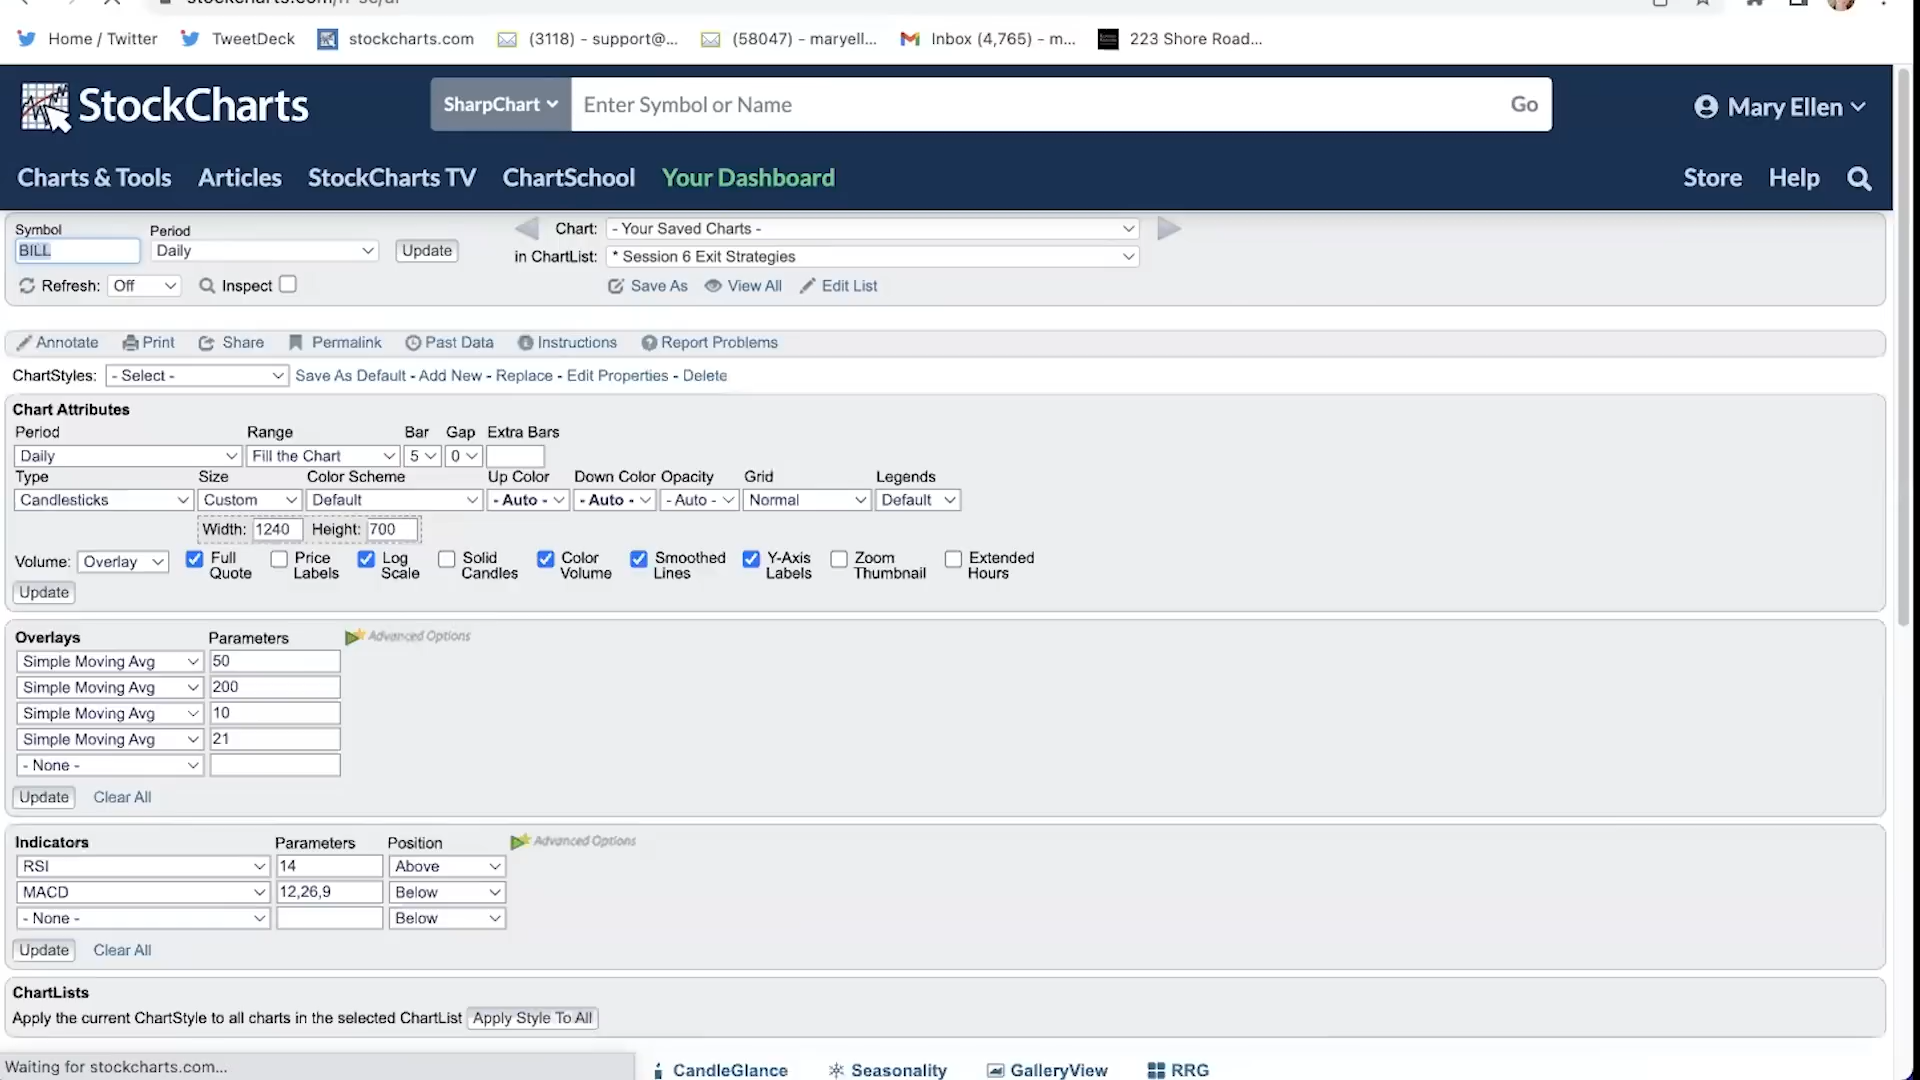 Home / Twitter TweetDeck stockcharts.com (3118) - support@... (58047) - maryell... Inbox (4,765) - m... 223 Shore Road...
StockCharts SharpChart Enter Symbol or Name Go Mary Ellen
Charts & Tools Articles StockCharts TV ChartSchool Your Dashboard Store Help
Symbol Period Chart: - Your Saved Charts -
BILL Daily Update in ChartList: * Session 6 Exit Strategies
Refresh: Off Inspect Save As View All Edit List
Annotate Print Share Permalink Past Data Instructions Report Problems
ChartStyles: - Select - Save As Default - Add New - Replace - Edit Properties - Delete
Chart Attributes
Period Range Bar Gap Extra Bars
Daily Fill the Chart 5 0
Type Size Color Scheme Up Color Down Color Opacity Grid Legends
Candlesticks Custom Default - Auto - - Auto - - Auto - Normal Default
Width: 1240 Height: 700
Volume: Overlay Full Quote Price Labels Log Scale Solid Candles Color Volume Smoothed Lines Y-Axis Labels Zoom Thumbnail Extended Hours
Update
Overlays Parameters Advanced Options
Simple Moving Avg 50
Simple Moving Avg 200
Simple Moving Avg 10
Simple Moving Avg 21
- None -
Update Clear All
Indicators Parameters Position Advanced Options
RSI 14 Above
MACD 12,26,9 Below
- None - Below
Update Clear All
ChartLists
Apply the current ChartStyle to all charts in the selected ChartList Apply Style To All
Waiting for stockcharts.com... CandleGlance Seasonality GalleryView RRG